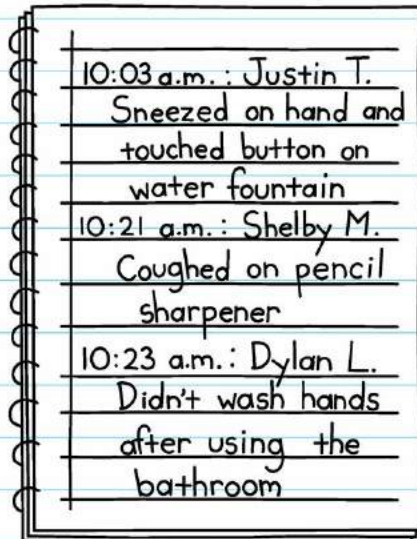 10:03 a.m.: Justin T.
Sneezed on hand and
touched button on
water fountain
10:21 a.m.: Shelby M.
Coughed on pencil
sharpener
10:23 a.m.: Dylan L.
Didn't wash hands
after using the
bathroom